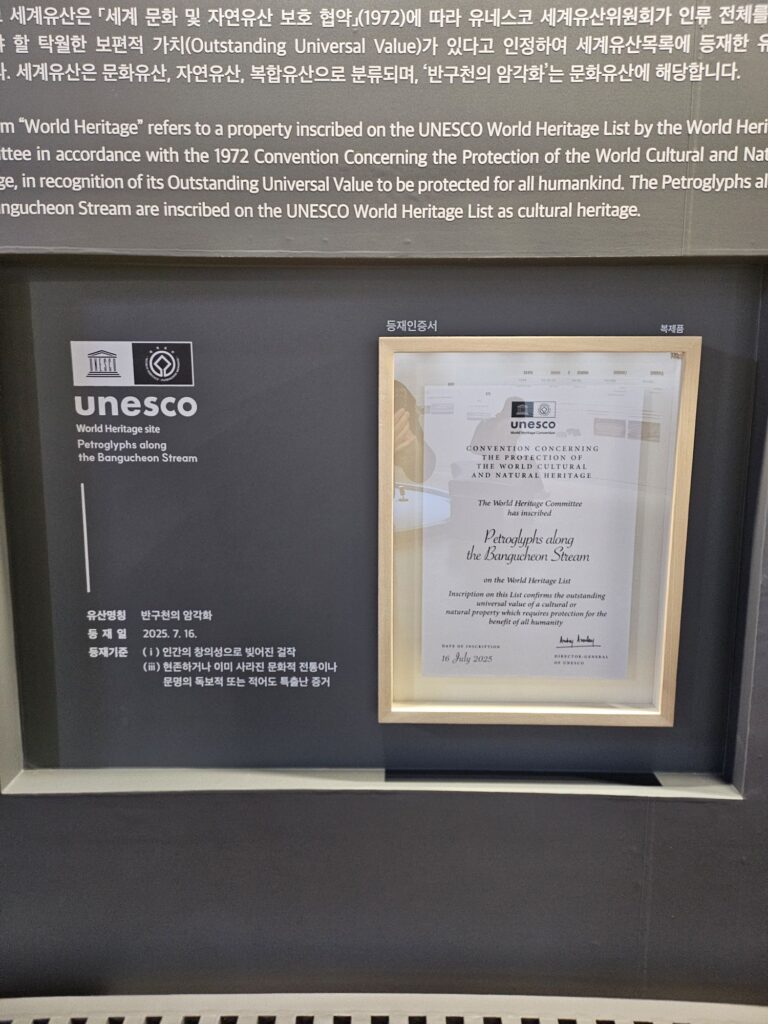 세계유산은 「세계 문화 및 자연유산 보호 협약」(1972)에 따라 유네스코 세계유산위원회가 인류 전체를
할 탁월한 보편적 가치(Outstanding Universal Value)가 있다고 인정하여 세계유산목록에 등재한
세계유산은 문화유산, 자연유산, 복합유산으로 분류되며, ‘반구천의 암각화’는 문화유산에 해당합니다.
“World Heritage” refers to a property inscribed on the UNESCO World Heritage List by the World
in accordance with the 1972 Convention Concerning the Protection of the World Cultural and
in recognition of its Outstanding Universal Value to be protected for all humankind. The Petroglyphs
Stream are inscribed on the UNESCO World Heritage List as cultural heritage.
UNESCO
unesco
World Heritage site
Petroglyphs along
the Bangucheon Stream
유산명칭 반구천의 암각화
등 재 일 2025. 7. 16.
등재기준 (ⅰ) 인간의 창의성으로 빚어진 걸작
(ⅲ) 현존하거나 이미 사라진 문화적 전통이나
문명의 독보적 또는 적어도 특출난 증거
등재인증서
복제품
unesco
World Heritage Convention
CONVENTION CONCERNING
THE PROTECTION OF
THE WORLD CULTURAL
AND NATURAL HERITAGE
The World Heritage Committee
has inscribed
Petroglyphs along
the Bangucheon Stream
on the World Heritage List
Inscription on this List confirms the outstanding
universal value of a cultural or
natural property which requires protection for the
benefit of all humanity
DATE OF INSCRIPTION
16 July 2025
DIRECTOR-GENERAL
OF UNESCO